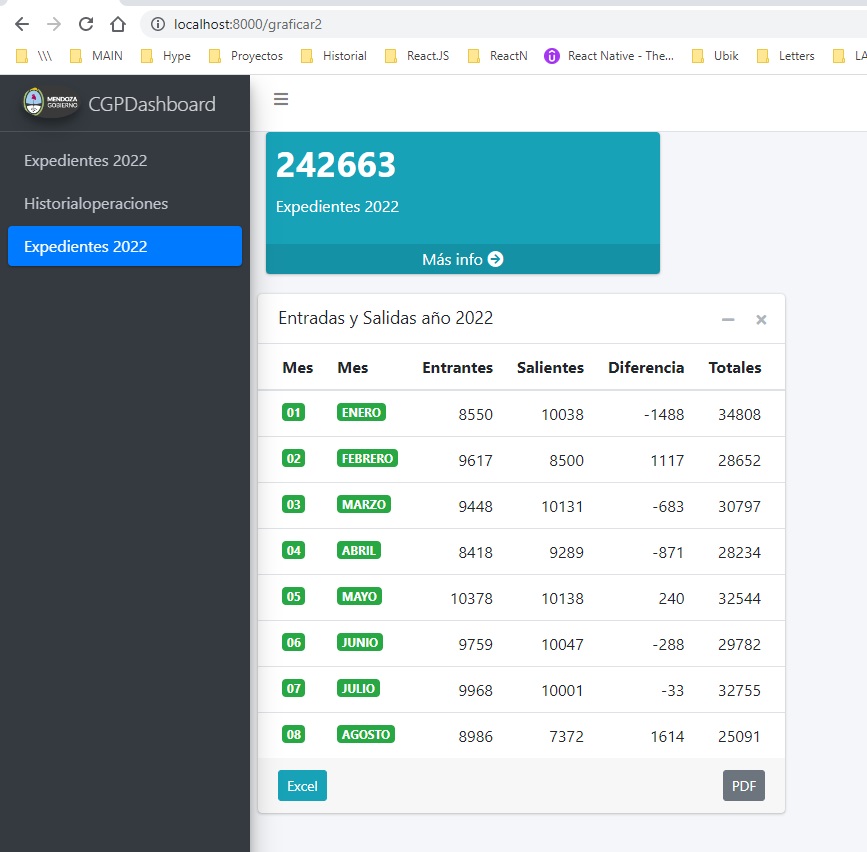 localhost:8000/graficar2
\\\ MAIN Hype Proyectos Historial React.JS ReactN React Native - The... Ubik Letters LA
MENDOZA GOBIERNO CGPDashboard
Expedientes 2022
Historialoperaciones
Expedientes 2022
242663
Expedientes 2022
Más info
Entradas y Salidas año 2022
Mes Mes Entrantes Salientes Diferencia Totales
01 ENERO 8550 10038 -1488 34808
02 FEBRERO 9617 8500 1117 28652
03 MARZO 9448 10131 -683 30797
04 ABRIL 8418 9289 -871 28234
05 MAYO 10378 10138 240 32544
06 JUNIO 9759 10047 -288 29782
07 JULIO 9968 10001 -33 32755
08 AGOSTO 8986 7372 1614 25091
Excel PDF